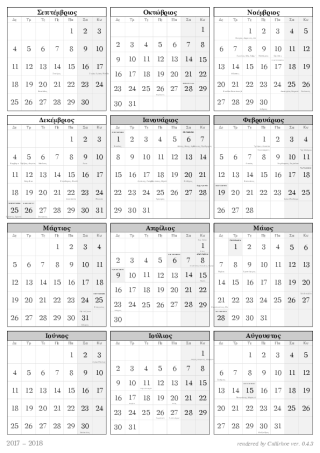 Σεπτέμβριος
Δε Τρ Τε Πε Πα Σα Κυ
1 2 3
4 5 6 7 8 9 10
11 12 13 14 15 16 17
18 19 20 21 22 23 24
25 26 27 28 29 30
Οκτώβριος
Δε Τρ Τε Πε Πα Σα Κυ
1
2 3 4 5 6 7 8
9 10 11 12 13 14 15
16 17 18 19 20 21 22
23 24 25 26 27 28 29
30 31
Νοέμβριος
Δε Τρ Τε Πε Πα Σα Κυ
1 2 3 4 5
6 7 8 9 10 11 12
13 14 15 16 17 18 19
20 21 22 23 24 25 26
27 28 29 30
Δεκέμβριος
Δε Τρ Τε Πε Πα Σα Κυ
1 2 3
4 5 6 7 8 9 10
11 12 13 14 15 16 17
18 19 20 21 22 23 24
25 26 27 28 29 30 31
Ιανουάριος
Δε Τρ Τε Πε Πα Σα Κυ
1 2 3 4 5 6 7
8 9 10 11 12 13 14
15 16 17 18 19 20 21
22 23 24 25 26 27 28
29 30 31
Φεβρουάριος
Δε Τρ Τε Πε Πα Σα Κυ
1 2 3 4
5 6 7 8 9 10 11
12 13 14 15 16 17 18
19 20 21 22 23 24 25
26 27 28
Μάρτιος
Δε Τρ Τε Πε Πα Σα Κυ
1 2 3 4
5 6 7 8 9 10 11
12 13 14 15 16 17 18
19 20 21 22 23 24 25
26 27 28 29 30 31
Απρίλιος
Δε Τρ Τε Πε Πα Σα Κυ
1
2 3 4 5 6 7 8
9 10 11 12 13 14 15
16 17 18 19 20 21 22
23 24 25 26 27 28 29
30
Μάιος
Δε Τρ Τε Πε Πα Σα Κυ
1 2 3 4 5 6
7 8 9 10 11 12 13
14 15 16 17 18 19 20
21 22 23 24 25 26 27
28 29 30 31
Ιούνιος
Δε Τρ Τε Πε Πα Σα Κυ
1 2 3
4 5 6 7 8 9 10
11 12 13 14 15 16 17
18 19 20 21 22 23 24
25 26 27 28 29 30
Ιούλιος
Δε Τρ Τε Πε Πα Σα Κυ
1
2 3 4 5 6 7 8
9 10 11 12 13 14 15
16 17 18 19 20 21 22
23 24 25 26 27 28 29
30 31
Αύγουστος
Δε Τρ Τε Πε Πα Σα Κυ
1 2 3 4 5
6 7 8 9 10 11 12
13 14 15 16 17 18 19
20 21 22 23 24 25 26
27 28 29 30 31
2017 – 2018
rendered by Calirrhoe ver. 0.4.3